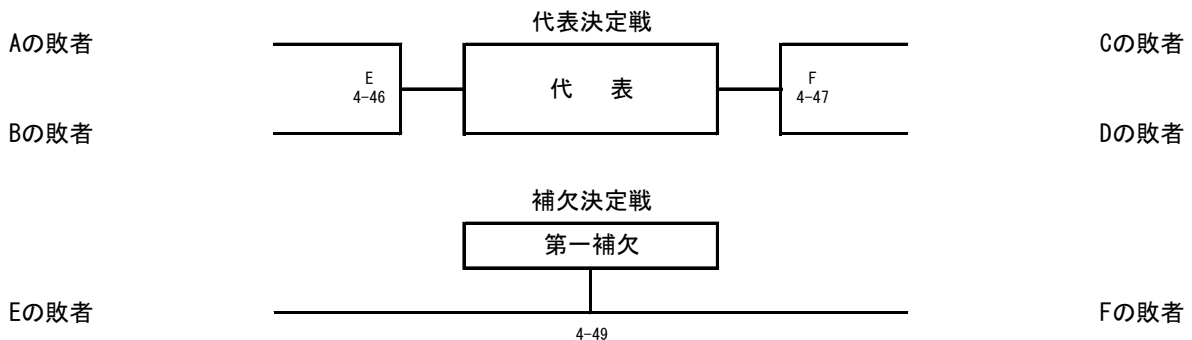 代表決定戦
Aの敗者
Cの敗者
E
4-46
代 表
F
4-47
Bの敗者
Dの敗者
補欠決定戦
第一補欠
Eの敗者
Fの敗者
4-49